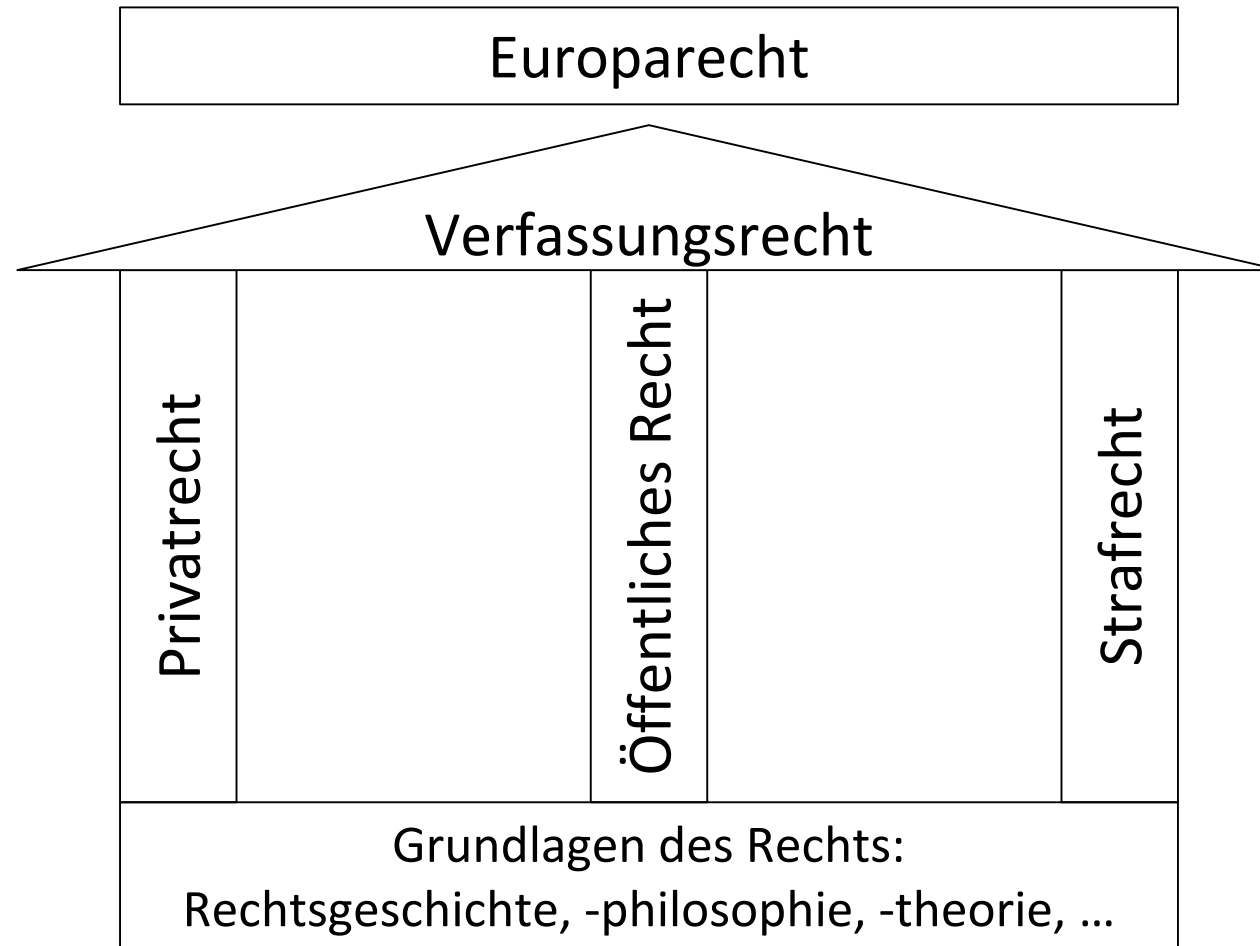 Europarecht
Verfassungsrecht
Privatrecht
Öffentliches Recht
Strafrecht
Grundlagen des Rechts:
Rechtsgeschichte, -philosophie, -theorie, …